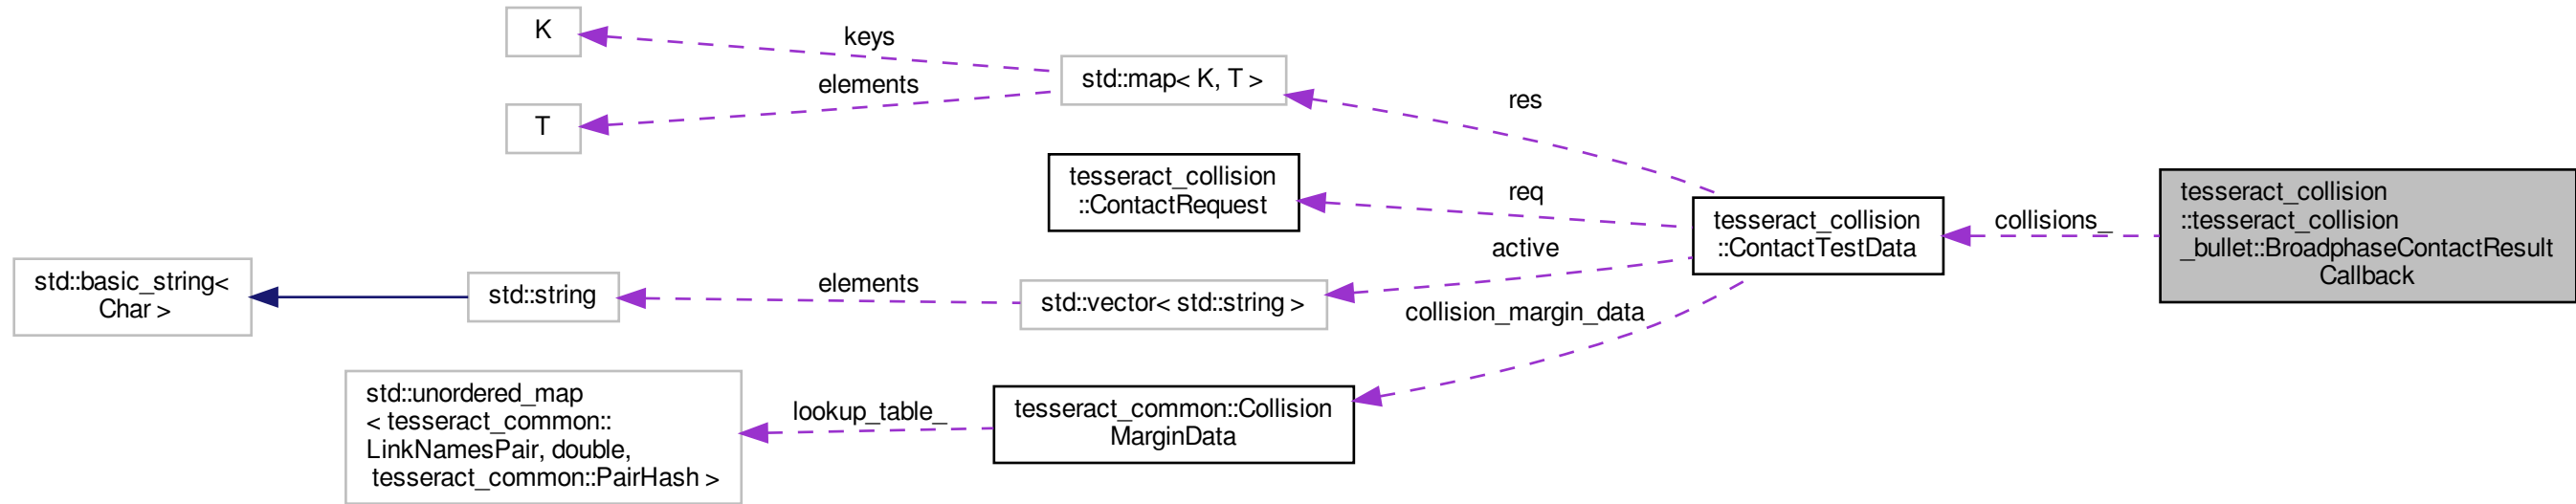 K
keys
std::map< K, T >
elements
T
res
tesseract_collision
::ContactRequest
req
tesseract_collision
::ContactTestData
collisions_
tesseract_collision
::tesseract_collision
_bullet::BroadphaseContactResult
Callback
active
std::basic_string<
Char >
std::string
elements
std::vector< std::string >
collision_margin_data
std::unordered_map
< tesseract_common::
LinkNamesPair, double,
tesseract_common::PairHash >
lookup_table_
tesseract_common::Collision
MarginData